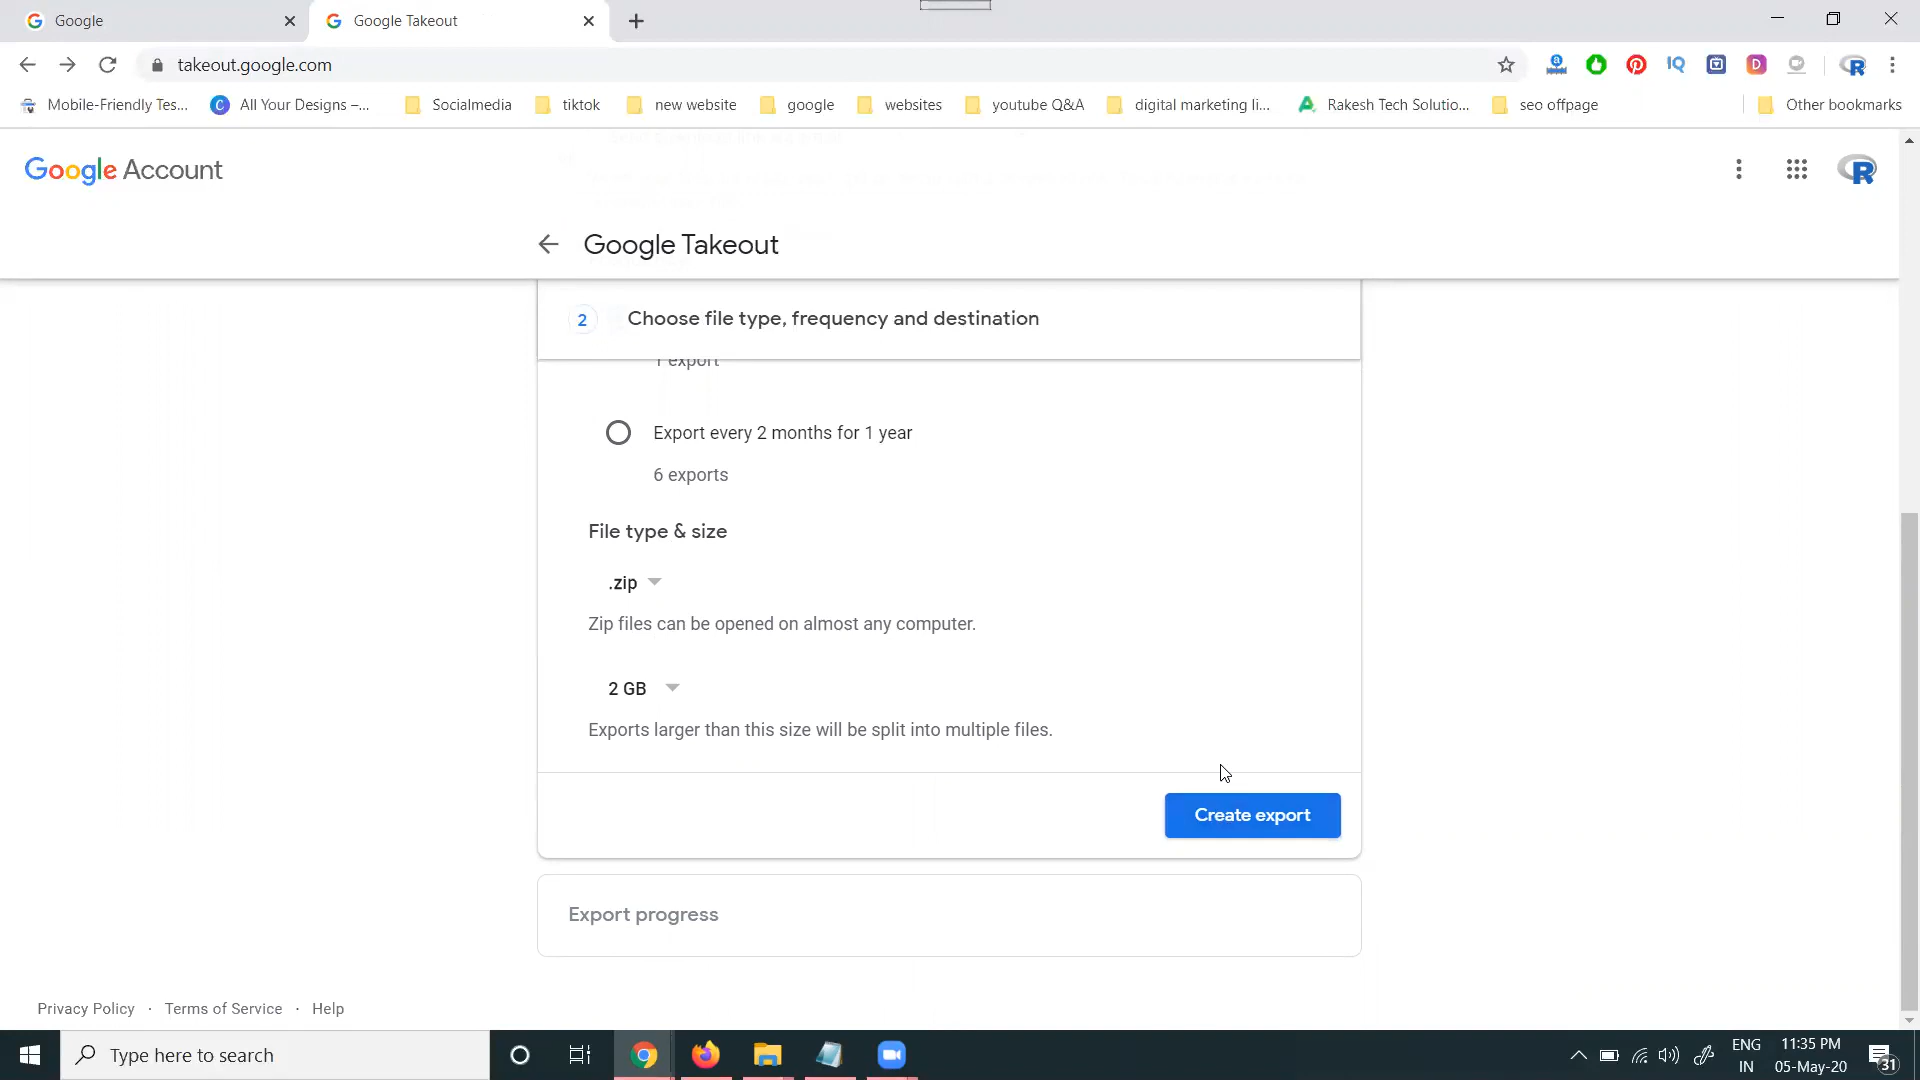 Google
Google Takeout
takeout.google.com
Mobile-Friendly Tes...
All Your Designs –...
Socialmedia
tiktok
new website
google
websites
youtube Q&A
digital marketing li...
Rakesh Tech Solutio...
seo offpage
Other bookmarks
Google Account
Google Takeout
2 Choose file type, frequency and destination
1 export
Export every 2 months for 1 year
6 exports
File type & size
.zip
Zip files can be opened on almost any computer.
2 GB
Exports larger than this size will be split into multiple files.
Create export
Export progress
Privacy Policy · Terms of Service · Help
Type here to search
ENG
IN
11:35 PM
05-May-20
31